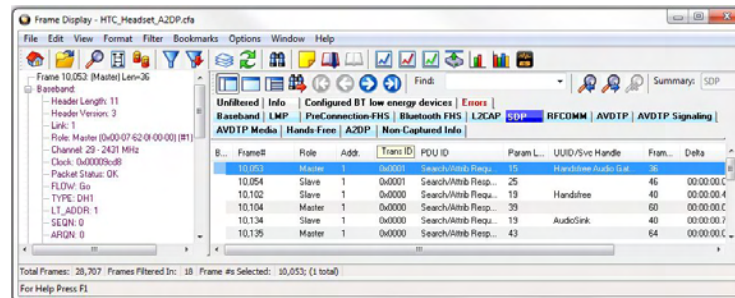 Frame Display - HTC_Headset_A2DP.cfa
File Edit View Format Filter Bookmarks Options Window Help
Find: Summary: SDP
Unfiltered Info Configured BT low energy devices Errors
Baseband LMP PreConnection-FHS Bluetooth FHS L2CAP SDP RFCOMM AVDTP AVDTP Signaling
AVDTP Media Hands-Free A2DP Non-Captured Info
B... Frame# Role Addr. Trans ID PDU ID Param L... UUID/Svc Handle Fram... Delta
10,053 Master 1 0x0001 Search/Attrib Requ... 15 Handsfree Audio Gat... 36
10,054 Slave 1 0x0001 Search/Attrib Resp... 25 46 00:00:00.0
10,102 Slave 1 0x0000 Search/Attrib Requ... 19 Handsfree 40 00:00:00.4
10,104 Master 1 0x0000 Search/Attrib Resp... 39 60 00:00:00.0
10,134 Slave 1 0x0000 Search/Attrib Requ... 19 AudioSink 40 00:00:00.7
10,135 Master 1 0x0000 Search/Attrib Resp... 43 64 00:00:00.0
Frame 10,053: (Master) Len=36
Baseband:
Header Length: 11
Header Version: 3
Link: 1
Role: Master (0x00-07-62-0f-00-00) (#1)
Channel: 29 - 2431 MHz
Clock: 0x00009cd8
Packet Status: OK
FLOW: Go
TYPE: DH1
LT_ADDR: 1
SEQN: 0
ARQN: 0
Total Frames: 28,707 Frames Filtered In: 18 Frame #s Selected: 10,053; (1 total)
For Help Press F1